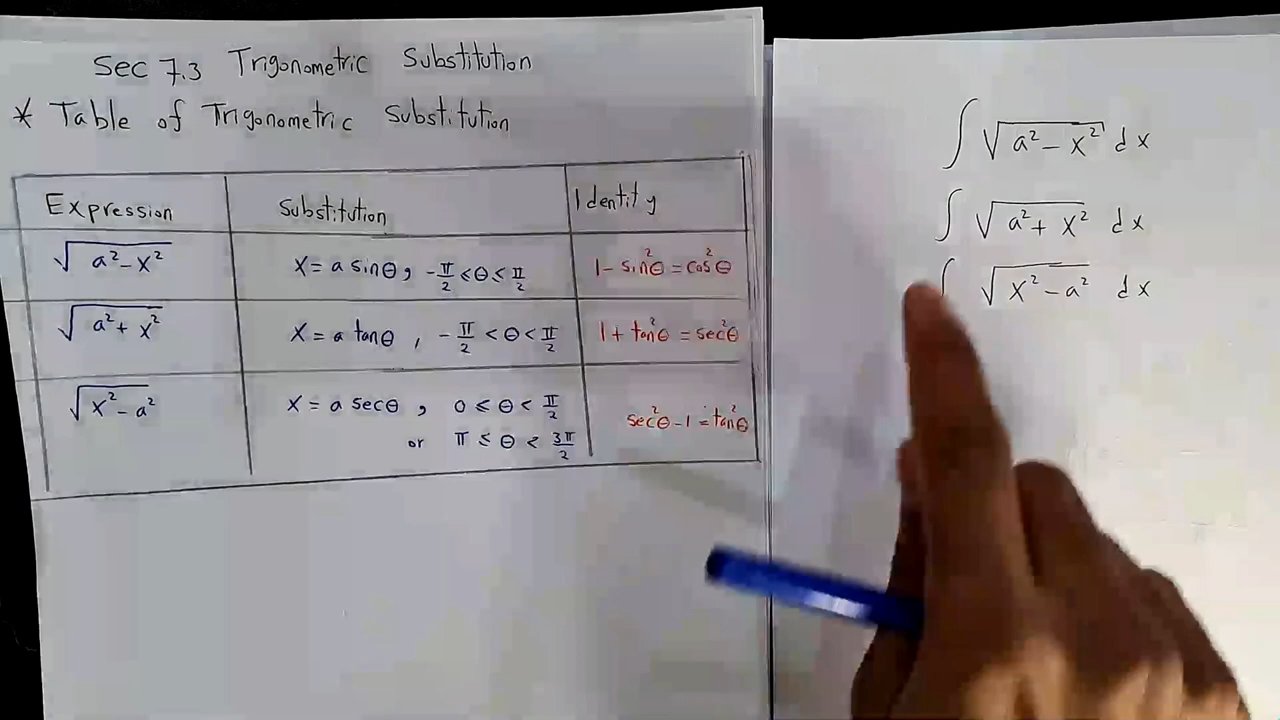 Sec 7.3 Trigonometric Substitution
* Table of Trigonometric Substitution
Expression Substitution Identity
√(a²-x²) x = a sinθ, -π/2 < θ < π/2 1 - sin²θ = cos²θ
√(a²+x²) x = a tanθ, -π/2 < θ < π/2 1 + tan²θ = sec²θ
√(x²-a²) x = a secθ, 0 ≤ θ < π/2 sec²θ - 1 = tan²θ
or π ≤ θ < 3π/2
∫ √(a²-x²) dx
∫ √(a²+x²) dx
∫ √(x²-a²) dx